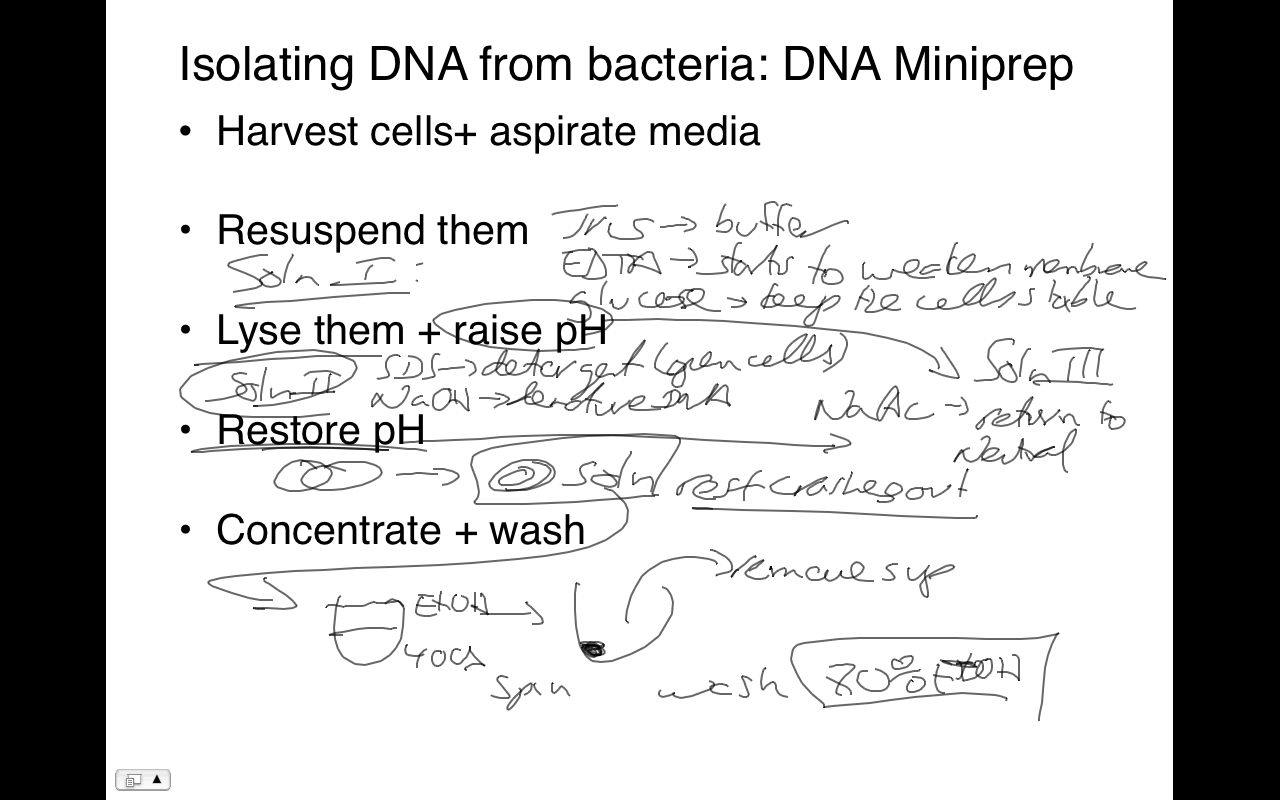 Isolating DNA from bacteria: DNA Miniprep
• Harvest cells+ aspirate media
• Resuspend them
Tris → buffer
Soln I:
EDTA → starts to weaken membrane
glucose → keep the cells stable
• Lyse them + raise pH
Soln II
SDS → detergent (open cells)
NaOH → denature DNA
Soln III
NaAc → return to
Neutral
• Restore pH
→ soln rest crashes out
• Concentrate + wash
EtOH →
spin
→ remove sup
wash 70% EtOH